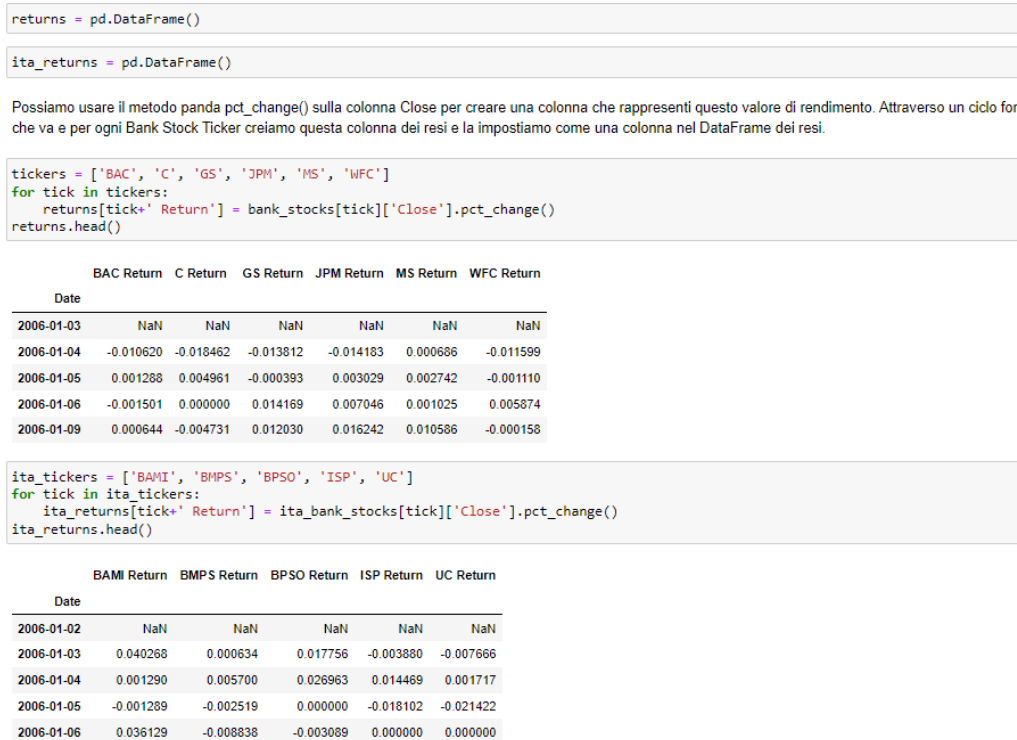 returns = pd.DataFrame()
ita_returns = pd.DataFrame()
Possiamo usare il metodo panda pct_change() sulla colonna Close per creare una colonna che rappresenti questo valore di rendimento. Attraverso un ciclo for
che va e per ogni Bank Stock Ticker creiamo questa colonna dei resi e la impostiamo come una colonna nel DataFrame dei resi.
tickers = ['BAC', 'C', 'GS', 'JPM', 'MS', 'WFC']
for tick in tickers:
    returns[tick+' Return'] = bank_stocks[tick]['Close'].pct_change()
returns.head()
BAC Return C Return GS Return JPM Return MS Return WFC Return
Date
2006-01-03 NaN NaN NaN NaN NaN NaN
2006-01-04 -0.010620 -0.018462 -0.013812 -0.014183 0.000686 -0.011599
2006-01-05 0.001288 0.004961 -0.000393 0.003029 0.002742 -0.001110
2006-01-06 -0.001501 0.000000 0.014169 0.007046 0.001025 0.005874
2006-01-09 0.000644 -0.004731 0.012030 0.016242 0.010586 -0.000158
ita_tickers = ['BAMI', 'BMPS', 'BPSO', 'ISP', 'UC']
for tick in ita_tickers:
    ita_returns[tick+' Return'] = ita_bank_stocks[tick]['Close'].pct_change()
ita_returns.head()
BAMI Return BMPS Return BPSO Return ISP Return UC Return
Date
2006-01-02 NaN NaN NaN NaN NaN
2006-01-03 0.040268 0.000634 0.017756 -0.003880 -0.007666
2006-01-04 0.001290 0.005700 0.026963 0.014469 0.001717
2006-01-05 -0.001289 -0.002519 0.000000 -0.018102 -0.021422
2006-01-06 0.036129 -0.008838 -0.003089 0.000000 0.000000